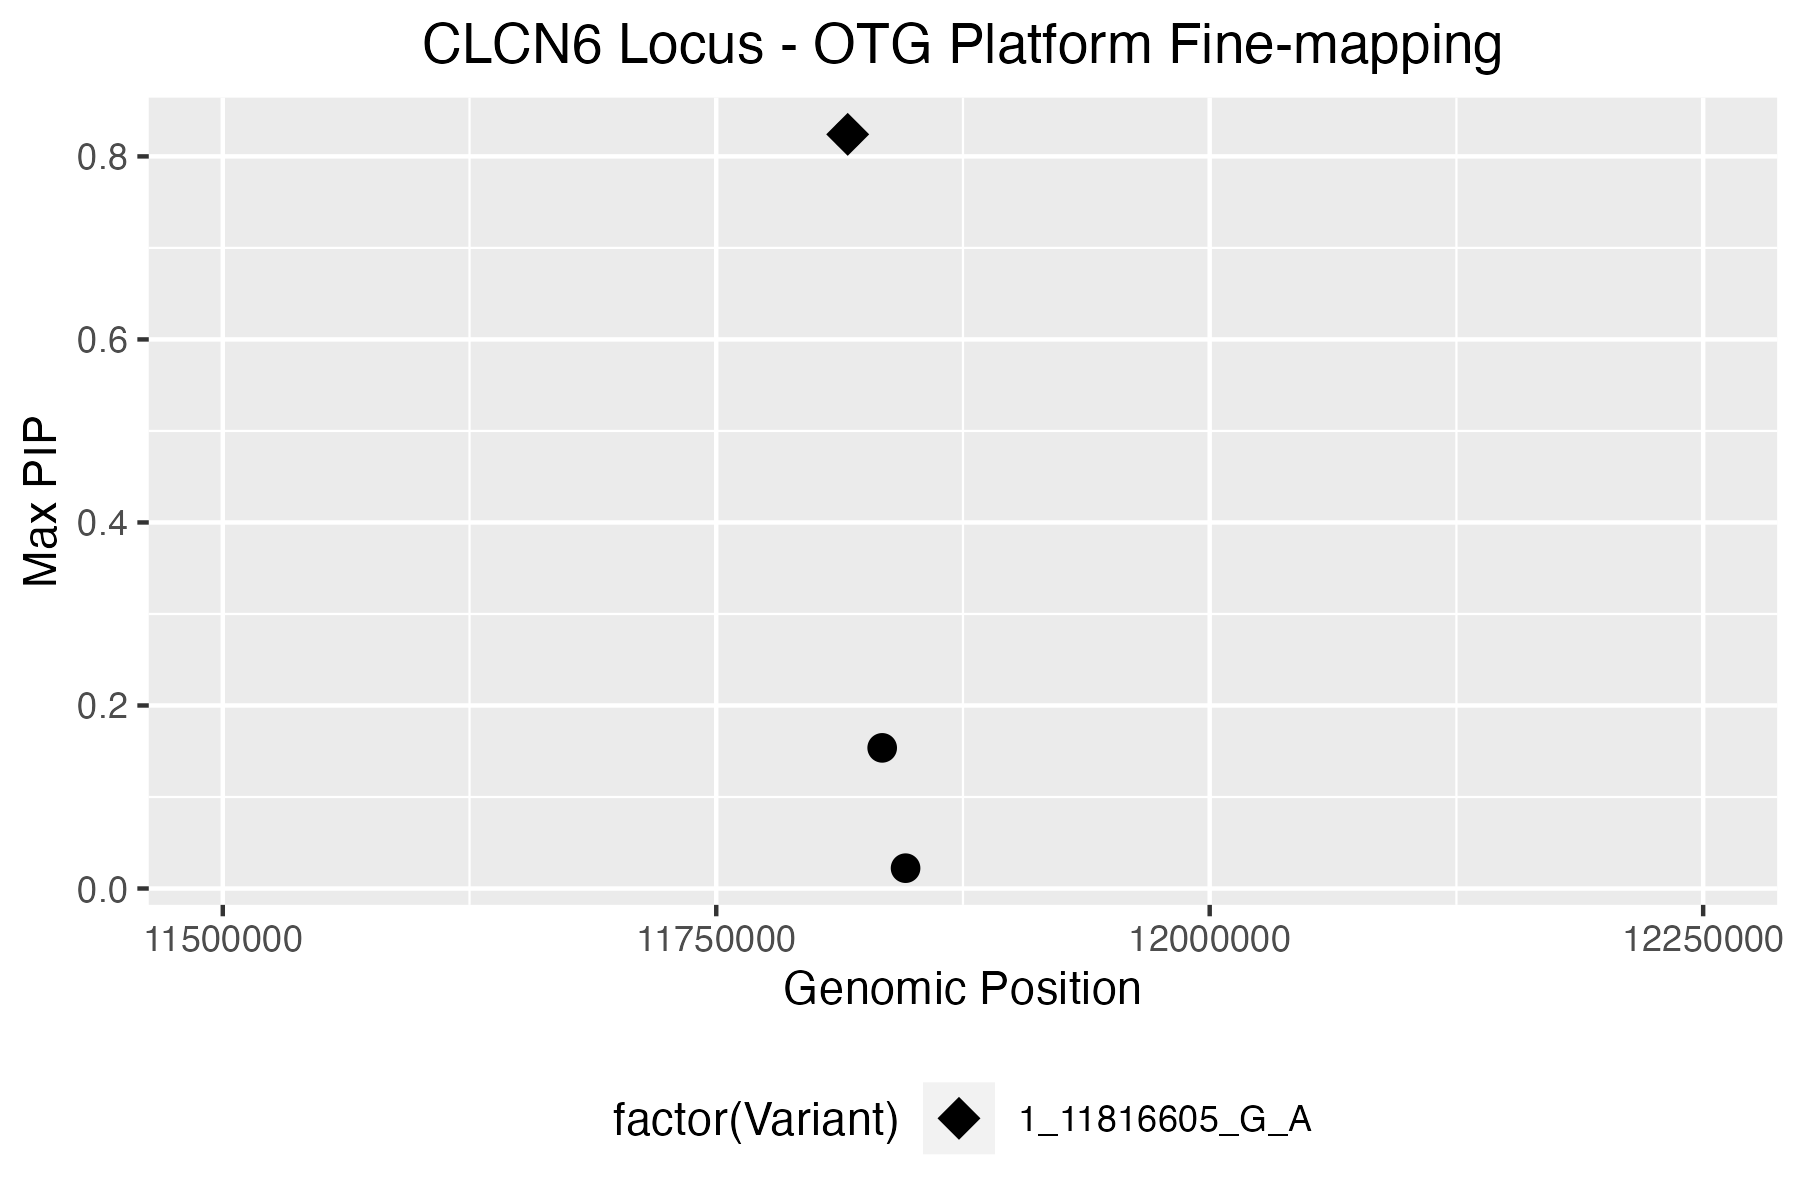 CLCN6 Locus - OTG Platform Fine-mapping
Max PIP
0.8
0.6
0.4
0.2
0.0
11500000 11750000 12000000 12250000
Genomic Position
factor(Variant) 1_11816605_G_A